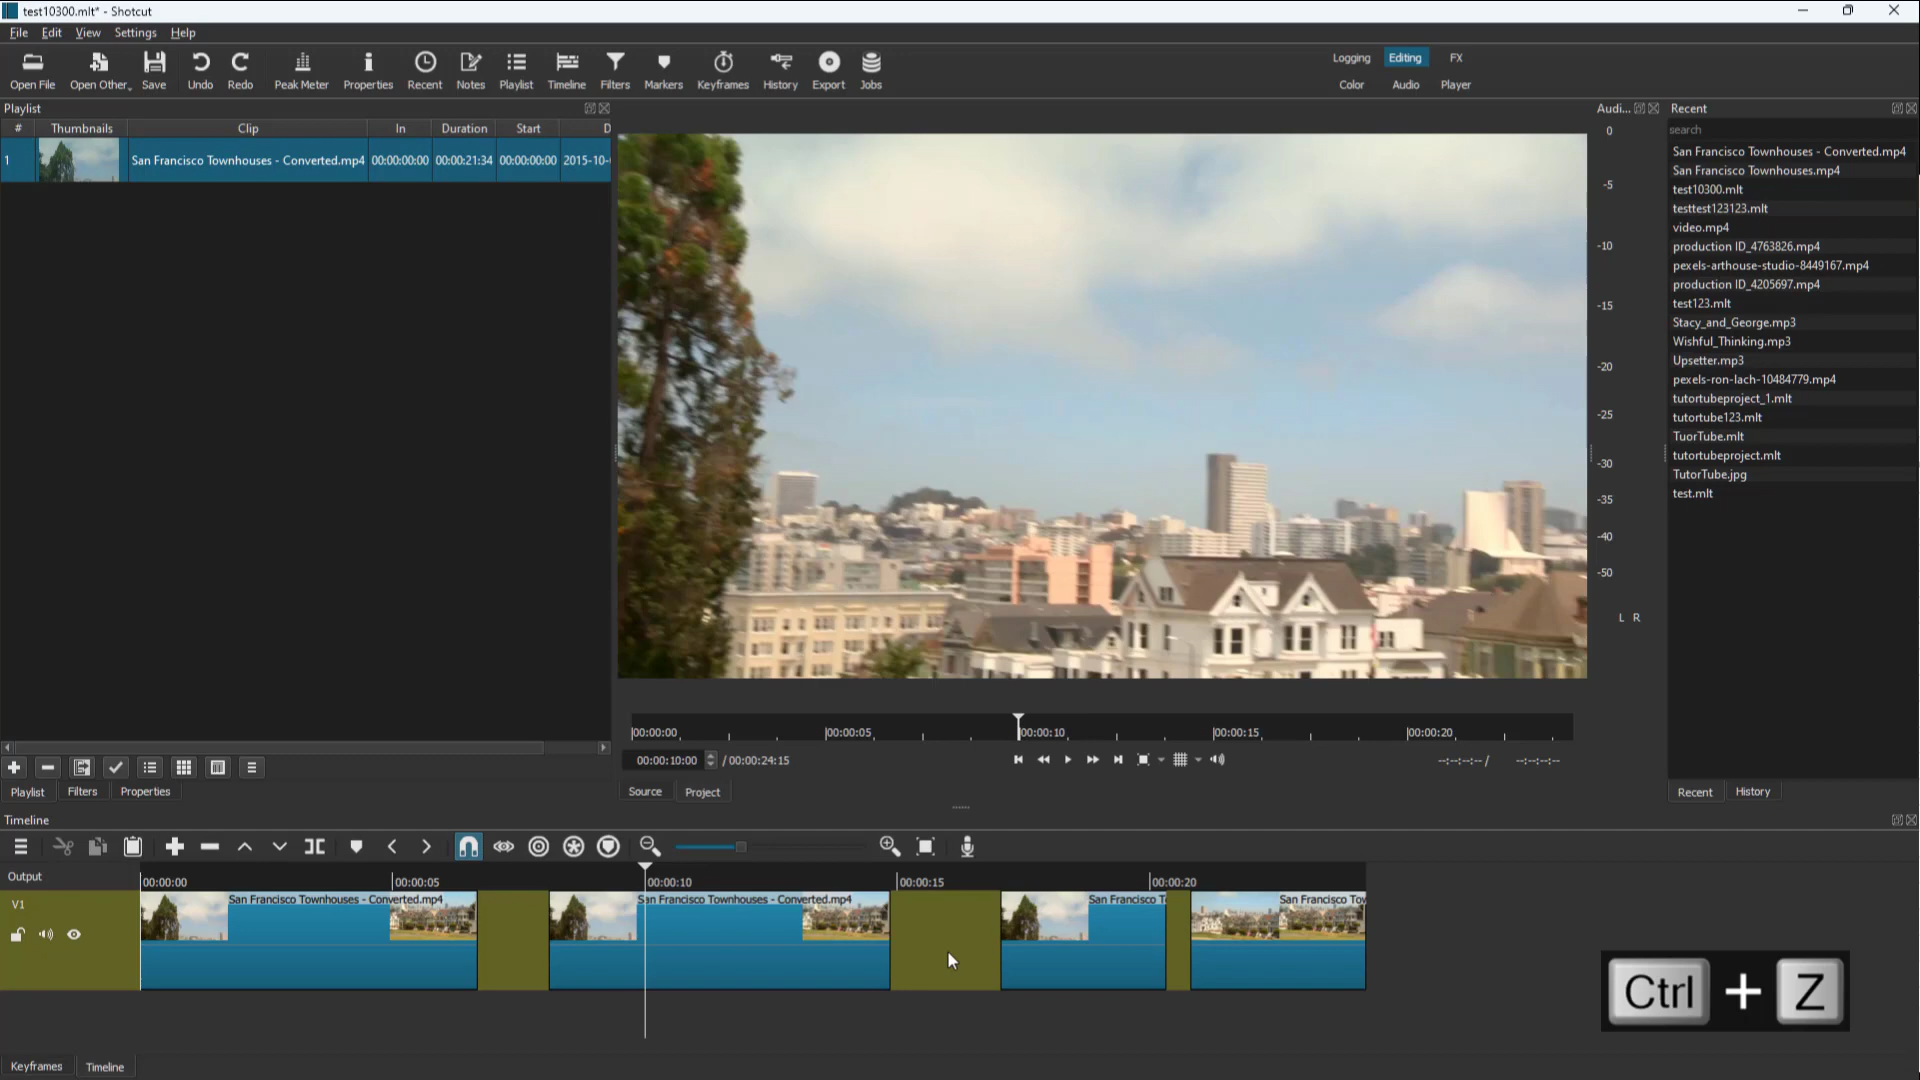 test10300.mlt* - Shotcut
File Edit View Settings Help
Open File Open Other Save Undo Redo Peak Meter Properties Recent Notes Playlist Timeline Filters Markers Keyframes History Export Jobs
Logging Editing FX
Color Audio Player
Playlist
# Thumbnails Clip In Duration Start D
1 San Francisco Townhouses - Converted.mp4 00:00:00:00 00:00:21:34 00:00:00:00 2015-10-
Audi...
0
-5
-10
-15
-20
-25
-30
-35
-40
-50
L R
Recent
search
San Francisco Townhouses - Converted.mp4
San Francisco Townhouses.mp4
test10300.mlt
testtest123123.mlt
video.mp4
production ID_4763826.mp4
pexels-arthouse-studio-8449167.mp4
production ID_4205697.mp4
test123.mlt
Stacy_and_George.mp3
Wishful_Thinking.mp3
Upsetter.mp3
pexels-ron-lach-10484779.mp4
tutortubeproject_1.mlt
tutortube123.mlt
TuorTube.mlt
tutortubeproject.mlt
TutorTube.jpg
test.mlt
00:00:00 00:00:05 00:00:10 00:00:15 00:00:20
00:00:10:00 / 00:00:24:15 --:--:--:-- / --:--:--:--
Playlist Filters Properties
Source Project
Recent History
Timeline
Output
00:00:00 00:00:05 00:00:10 00:00:15 00:00:20
V1
San Francisco Townhouses - Converted.mp4 San Francisco Townhouses - Converted.mp4 San Francisco T San Francisco Tow
Ctrl + Z
Keyframes Timeline